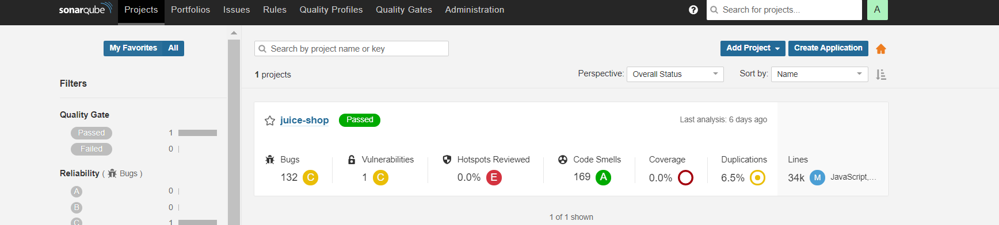 sonarqube Projects Portfolios Issues Rules Quality Profiles Quality Gates Administration ? Search for projects... A
My Favorites All
Search by project name or key
Add Project Create Application
1 projects
Perspective: Overall Status
Sort by: Name
Filters
Quality Gate
Passed 1
Failed 0
Reliability ( Bugs )
A 0
B 0
C 1
juice-shop Passed
Last analysis: 6 days ago
Bugs Vulnerabilities Hotspots Reviewed Code Smells Coverage Duplications Lines
132 C 1 C 0.0% E 169 A 0.0% 6.5% 34k M JavaScript,...
1 of 1 shown